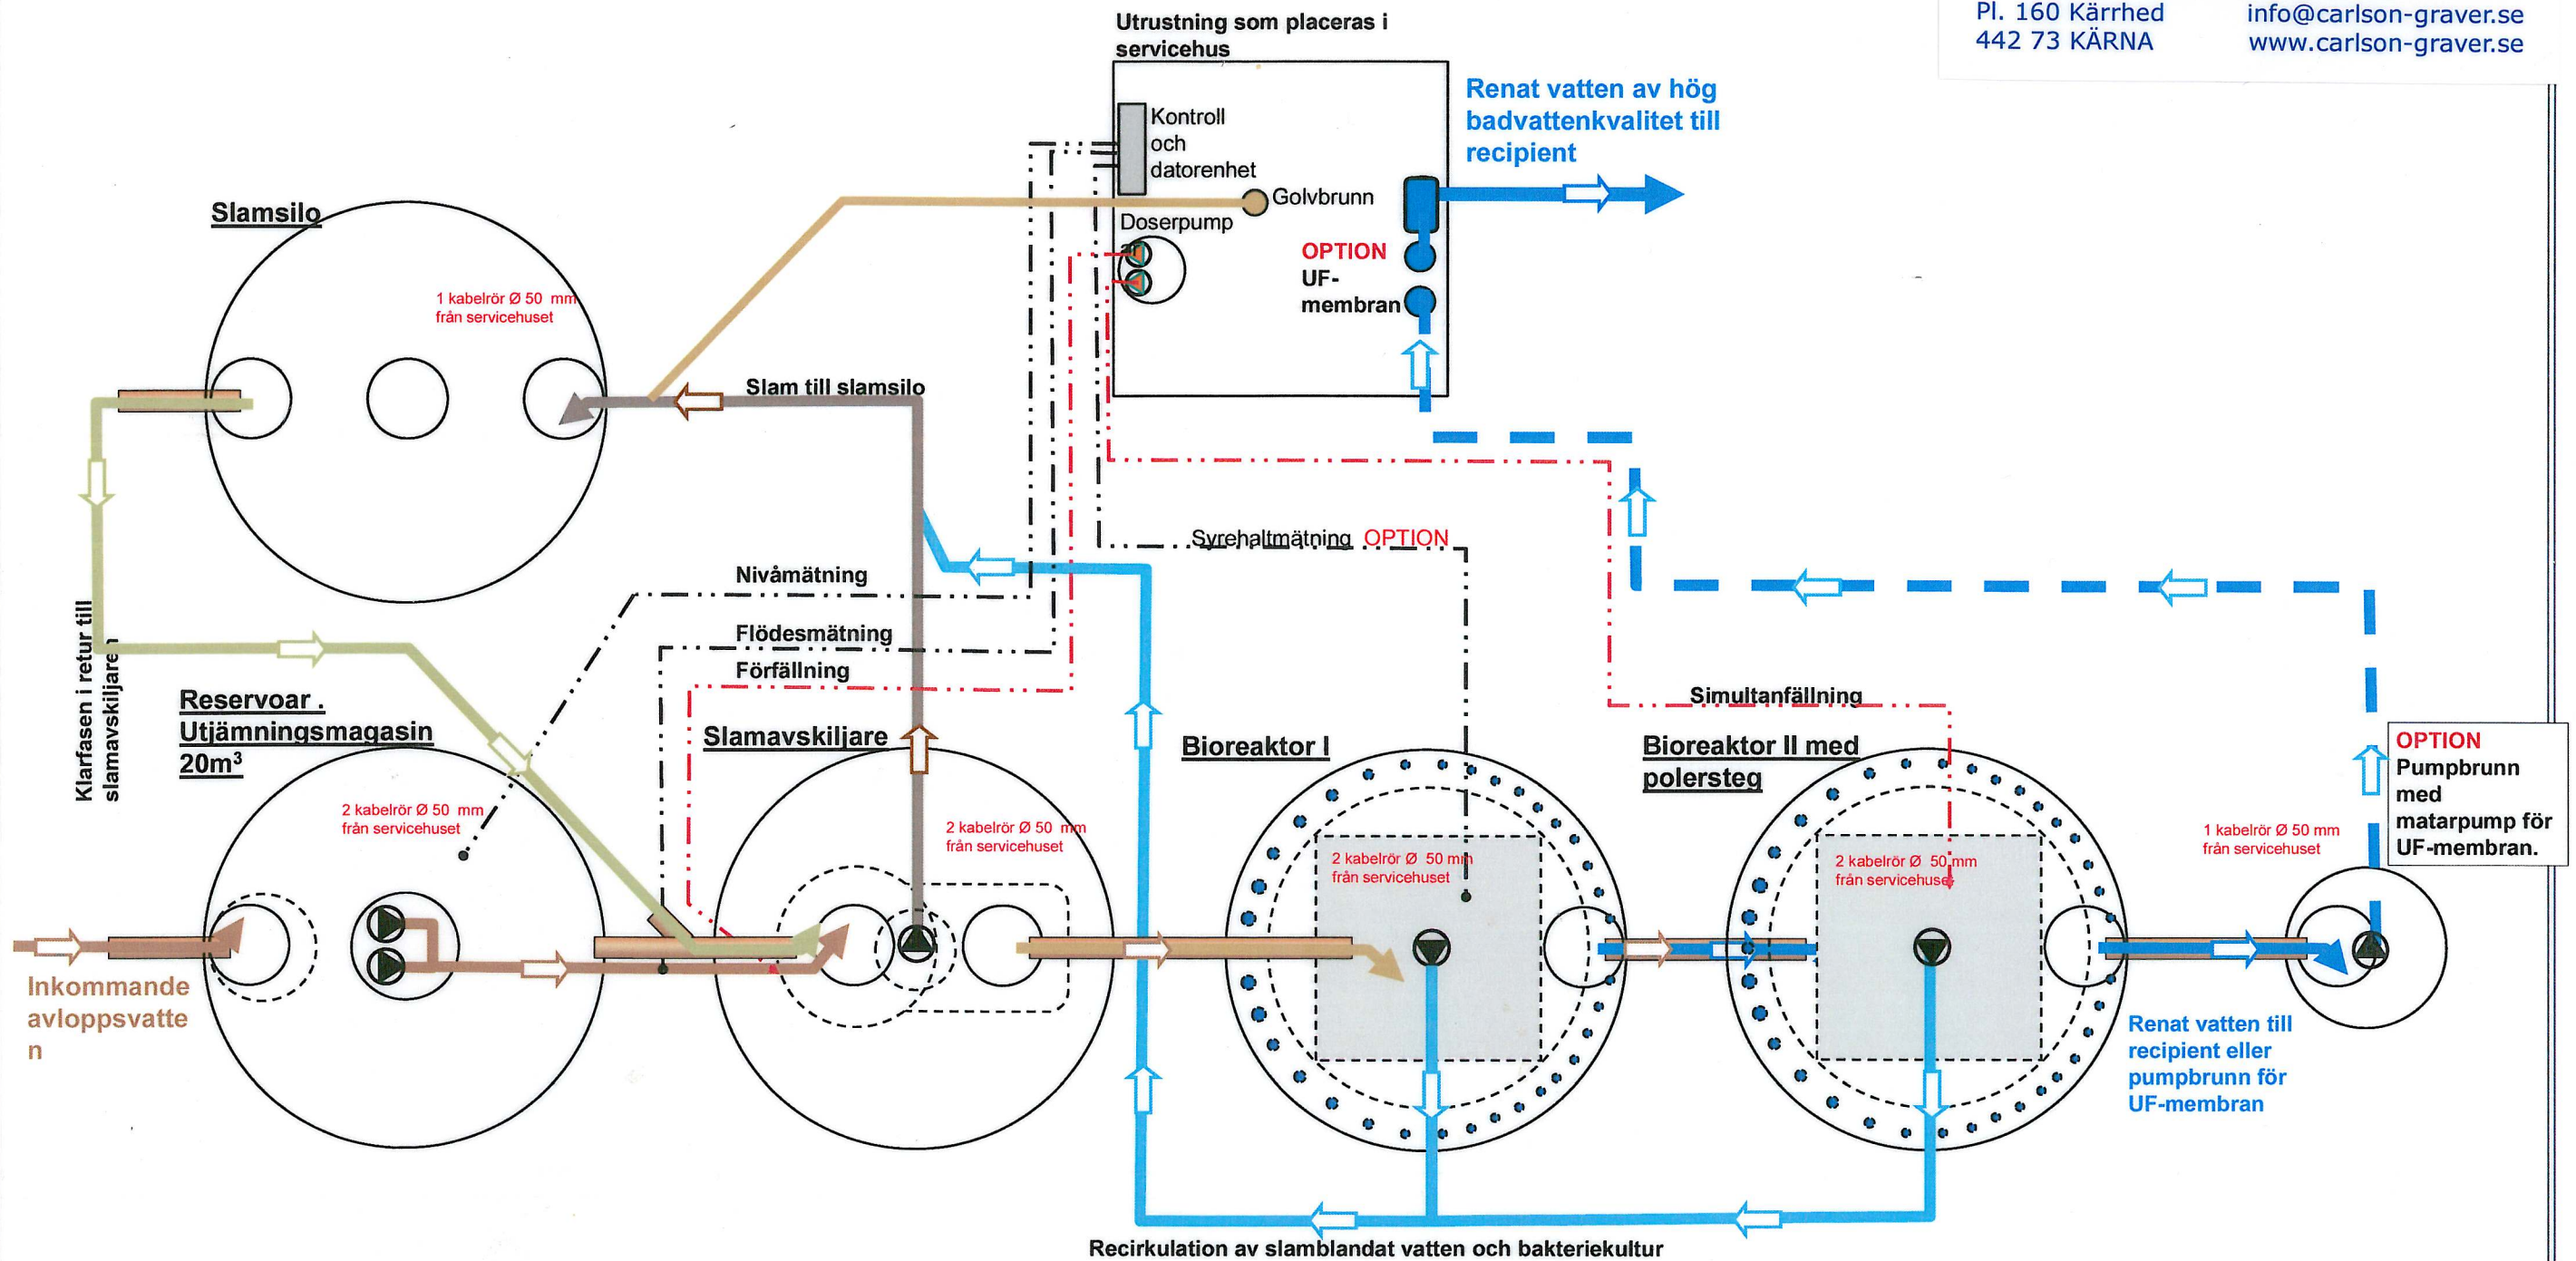 Pl. 160 Kärrhed
info@carlson-graver.se
442 73 KÄRNA
www.carlson-graver.se
Utrustning som placeras i
servicehus
Kontroll
och
datorenhet
Golvbrunn
Doserpump
ar
OPTION
UF-
membran
Renat vatten av hög
badvattenkvalitet till
recipient
Slamsilo
1 kabelrör Ø 50 mm
från servicehuset
Slam till slamsilo
Syrehaltmätning OPTION
Nivåmätning
Flödesmätning
Förfällning
Klarfasen i retur till
slamavskiljaren
Reservoar .
Utjämningsmagasin
20m³
2 kabelrör Ø 50 mm
från servicehuset
Slamavskiljare
2 kabelrör Ø 50 mm
från servicehuset
Bioreaktor I
2 kabelrör Ø 50 mm
från servicehuset
Simultanfällning
Bioreaktor II med
polersteg
2 kabelrör Ø 50 mm
från servicehuset
1 kabelrör Ø 50 mm
från servicehuset
OPTION
Pumpbrunn
med
matarpump för
UF-membran.
Inkommande
avloppsvatte
n
Renat vatten till
recipient eller
pumpbrunn för
UF-membran
Recirkulation av slamblandat vatten och bakteriekultur